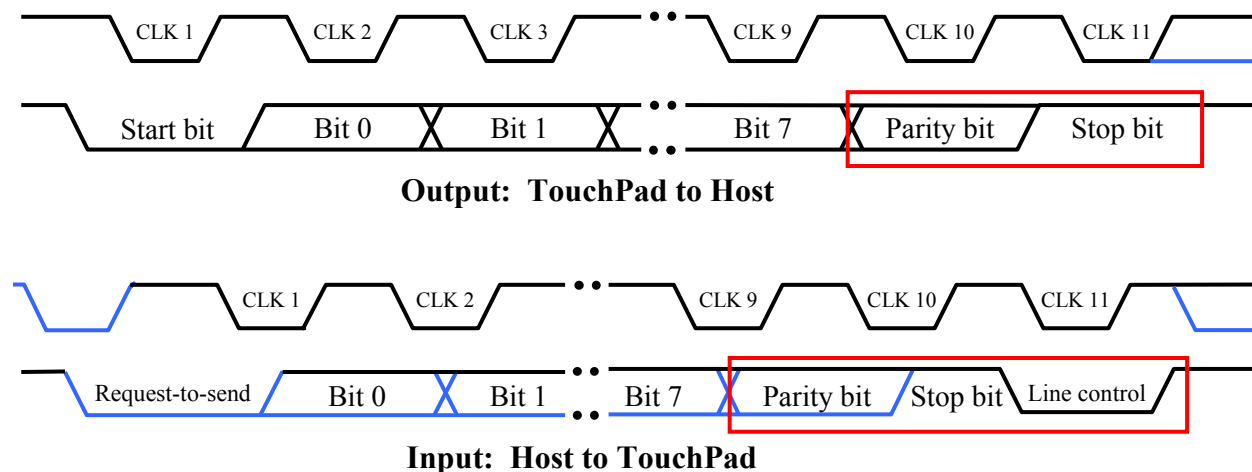 CLK 1 CLK 2 CLK 3 •• CLK 9 CLK 10 CLK 11
Start bit Bit 0 Bit 1 •• Bit 7 Parity bit Stop bit
Output: TouchPad to Host
CLK 1 CLK 2 •• CLK 9 CLK 10 CLK 11
Request-to-send Bit 0 Bit 1 •• Bit 7 Parity bit Stop bit Line control
Input: Host to TouchPad